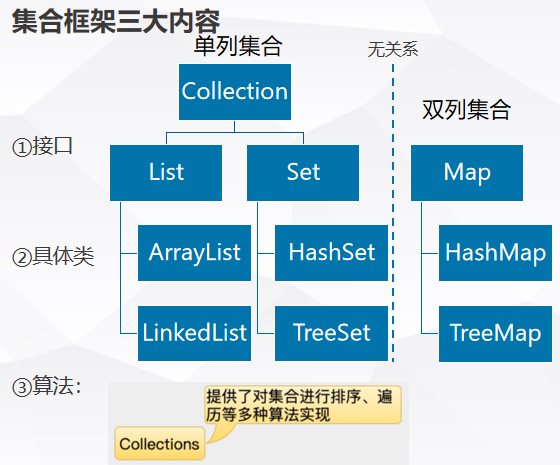 集合框架三大内容
单列集合
无关系
Collection
双列集合
①接口
List
Set
Map
②具体类
ArrayList
HashSet
HashMap
LinkedList
TreeSet
TreeMap
③算法：
提供了对集合进行排序、遍
历等多种算法实现
Collections